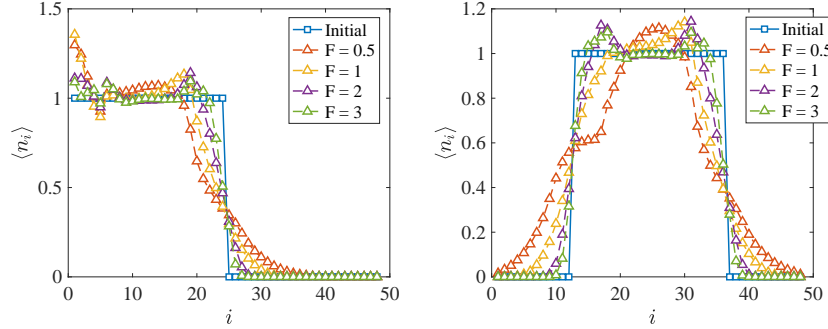 1.5
1
0.5
0
0 10 20 30 40 50
i
⟨n_i⟩
Initial
F = 0.5
F = 1
F = 2
F = 3
1.2
1
0.8
0.6
0.4
0.2
0
0 10 20 30 40 50
i
⟨n_i⟩
Initial
F = 0.5
F = 1
F = 2
F = 3